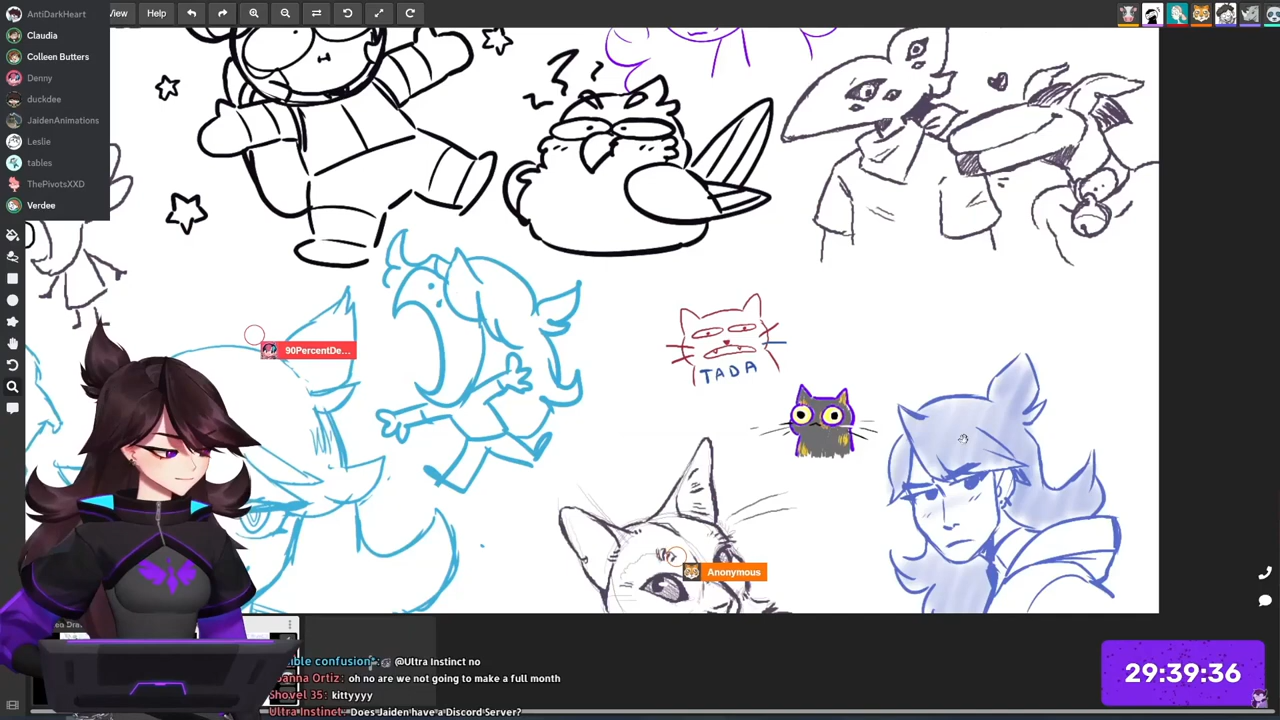 View Help
AntiDarkHeart
Claudia
Colleen Butters
Denny
duckdee
JaidenAnimations
Leslie
tables
ThePivotsXXD
Verdee
90PercentDe...
TADA
Anonymous
@Ultra Instinct no
oh no are we not going to make a full month
Shovel 35: kittyyyy
Ultra Instinct: Does Jaiden have a Discord Server?
29:39:36